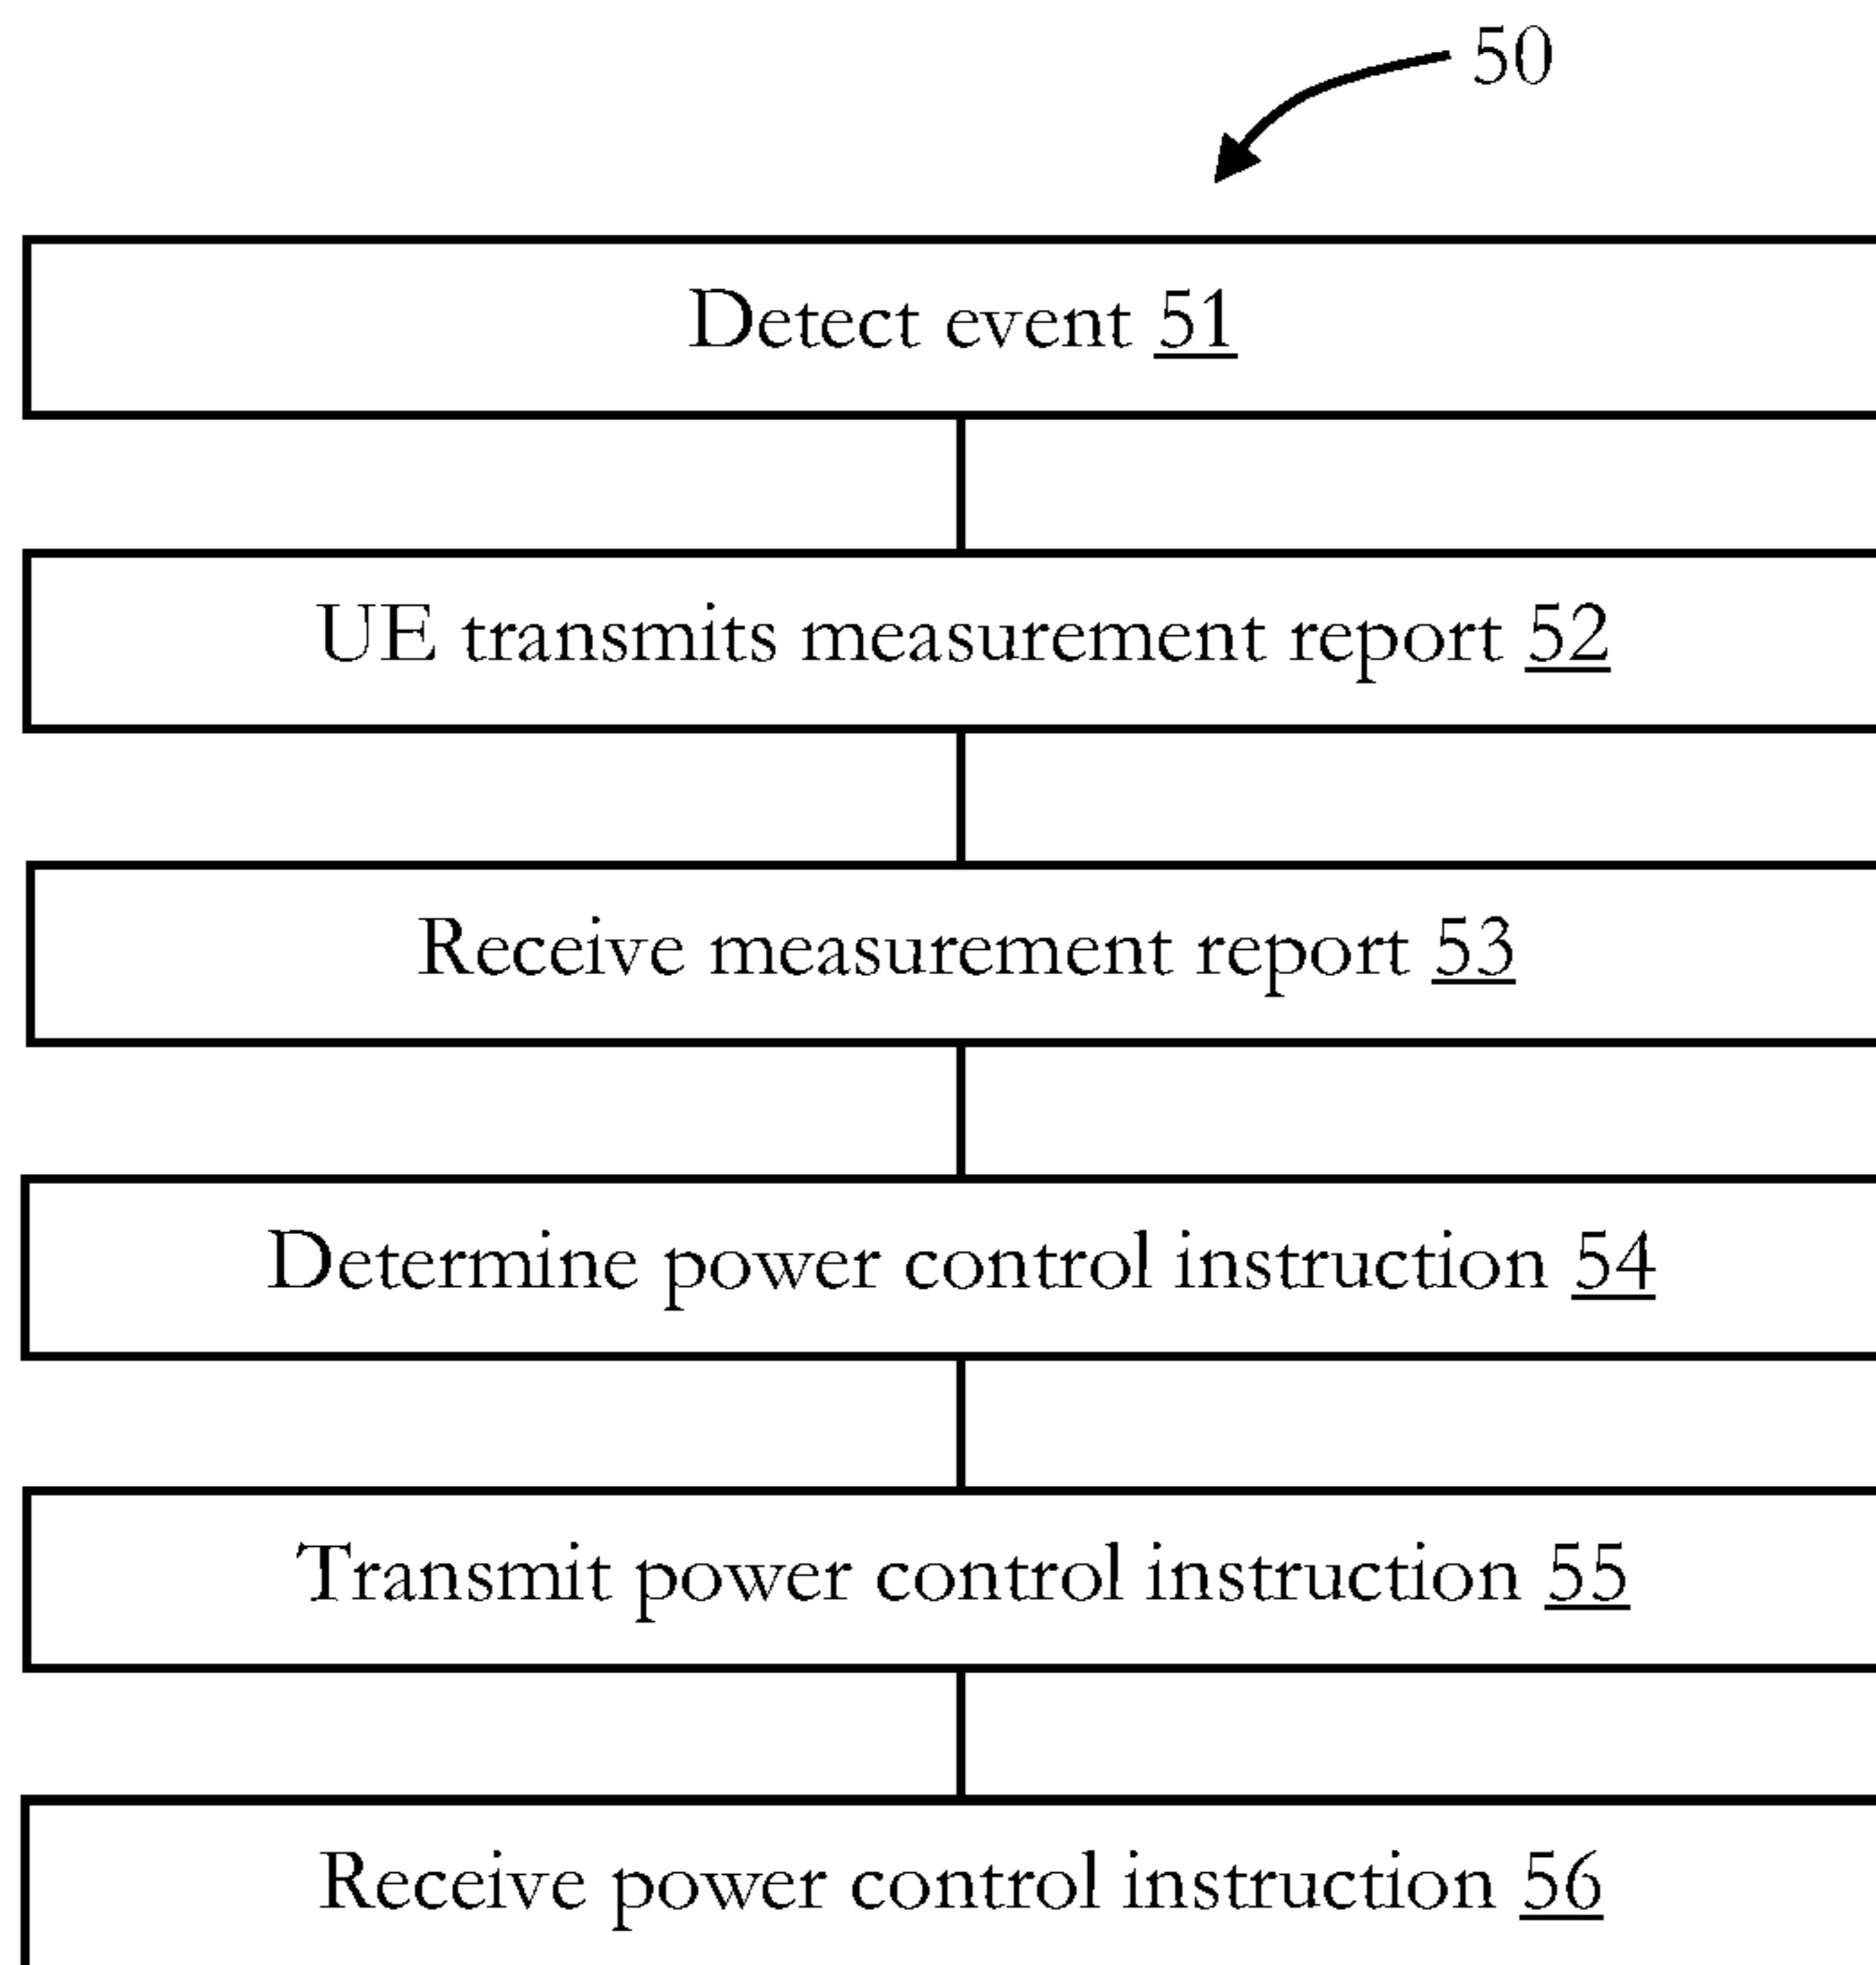 50
Detect event 51
UE transmits measurement report 52
Receive measurement report 53
Determine power control instruction 54
Transmit power control instruction 55
Receive power control instruction 56